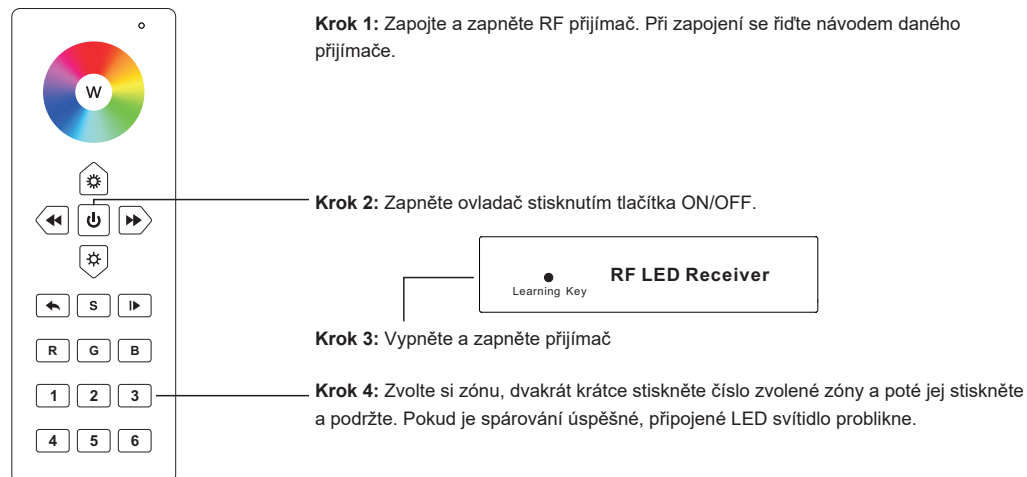 Krok 1: Zapojte a zapněte RF přijímač. Při zapojení se řiďte návodem daného
přijímače.
W
Krok 2: Zapněte ovladač stisknutím tlačítka ON/OFF.
RF LED Receiver
Learning Key
S
Krok 3: Vypněte a zapněte přijímač
R G B
Krok 4: Zvolte si zónu, dvakrát krátce stiskněte číslo zvolené zóny a poté jej stiskněte
a podržte. Pokud je spárování úspěšné, připojené LED svítidlo problikne.
1 2 3
4 5 6